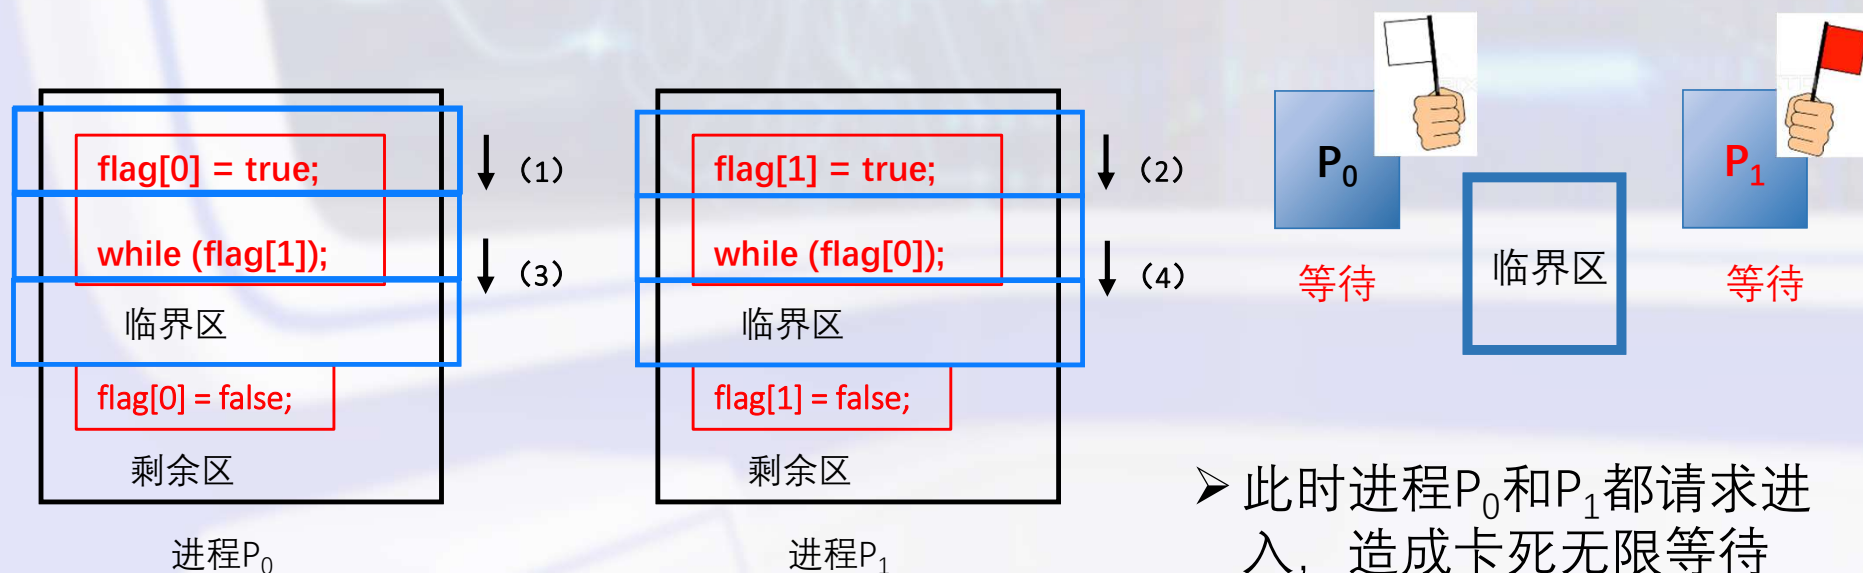 flag[0] = true;
(1)
while (flag[1]);
(3)
临界区
flag[0] = false;
剩余区
进程P0
flag[1] = true;
(2)
while (flag[0]);
(4)
临界区
flag[1] = false;
剩余区
进程P1
P0
等待
临界区
P1
等待
➢ 此时进程P0和P1都请求进
入，造成卡死无限等待